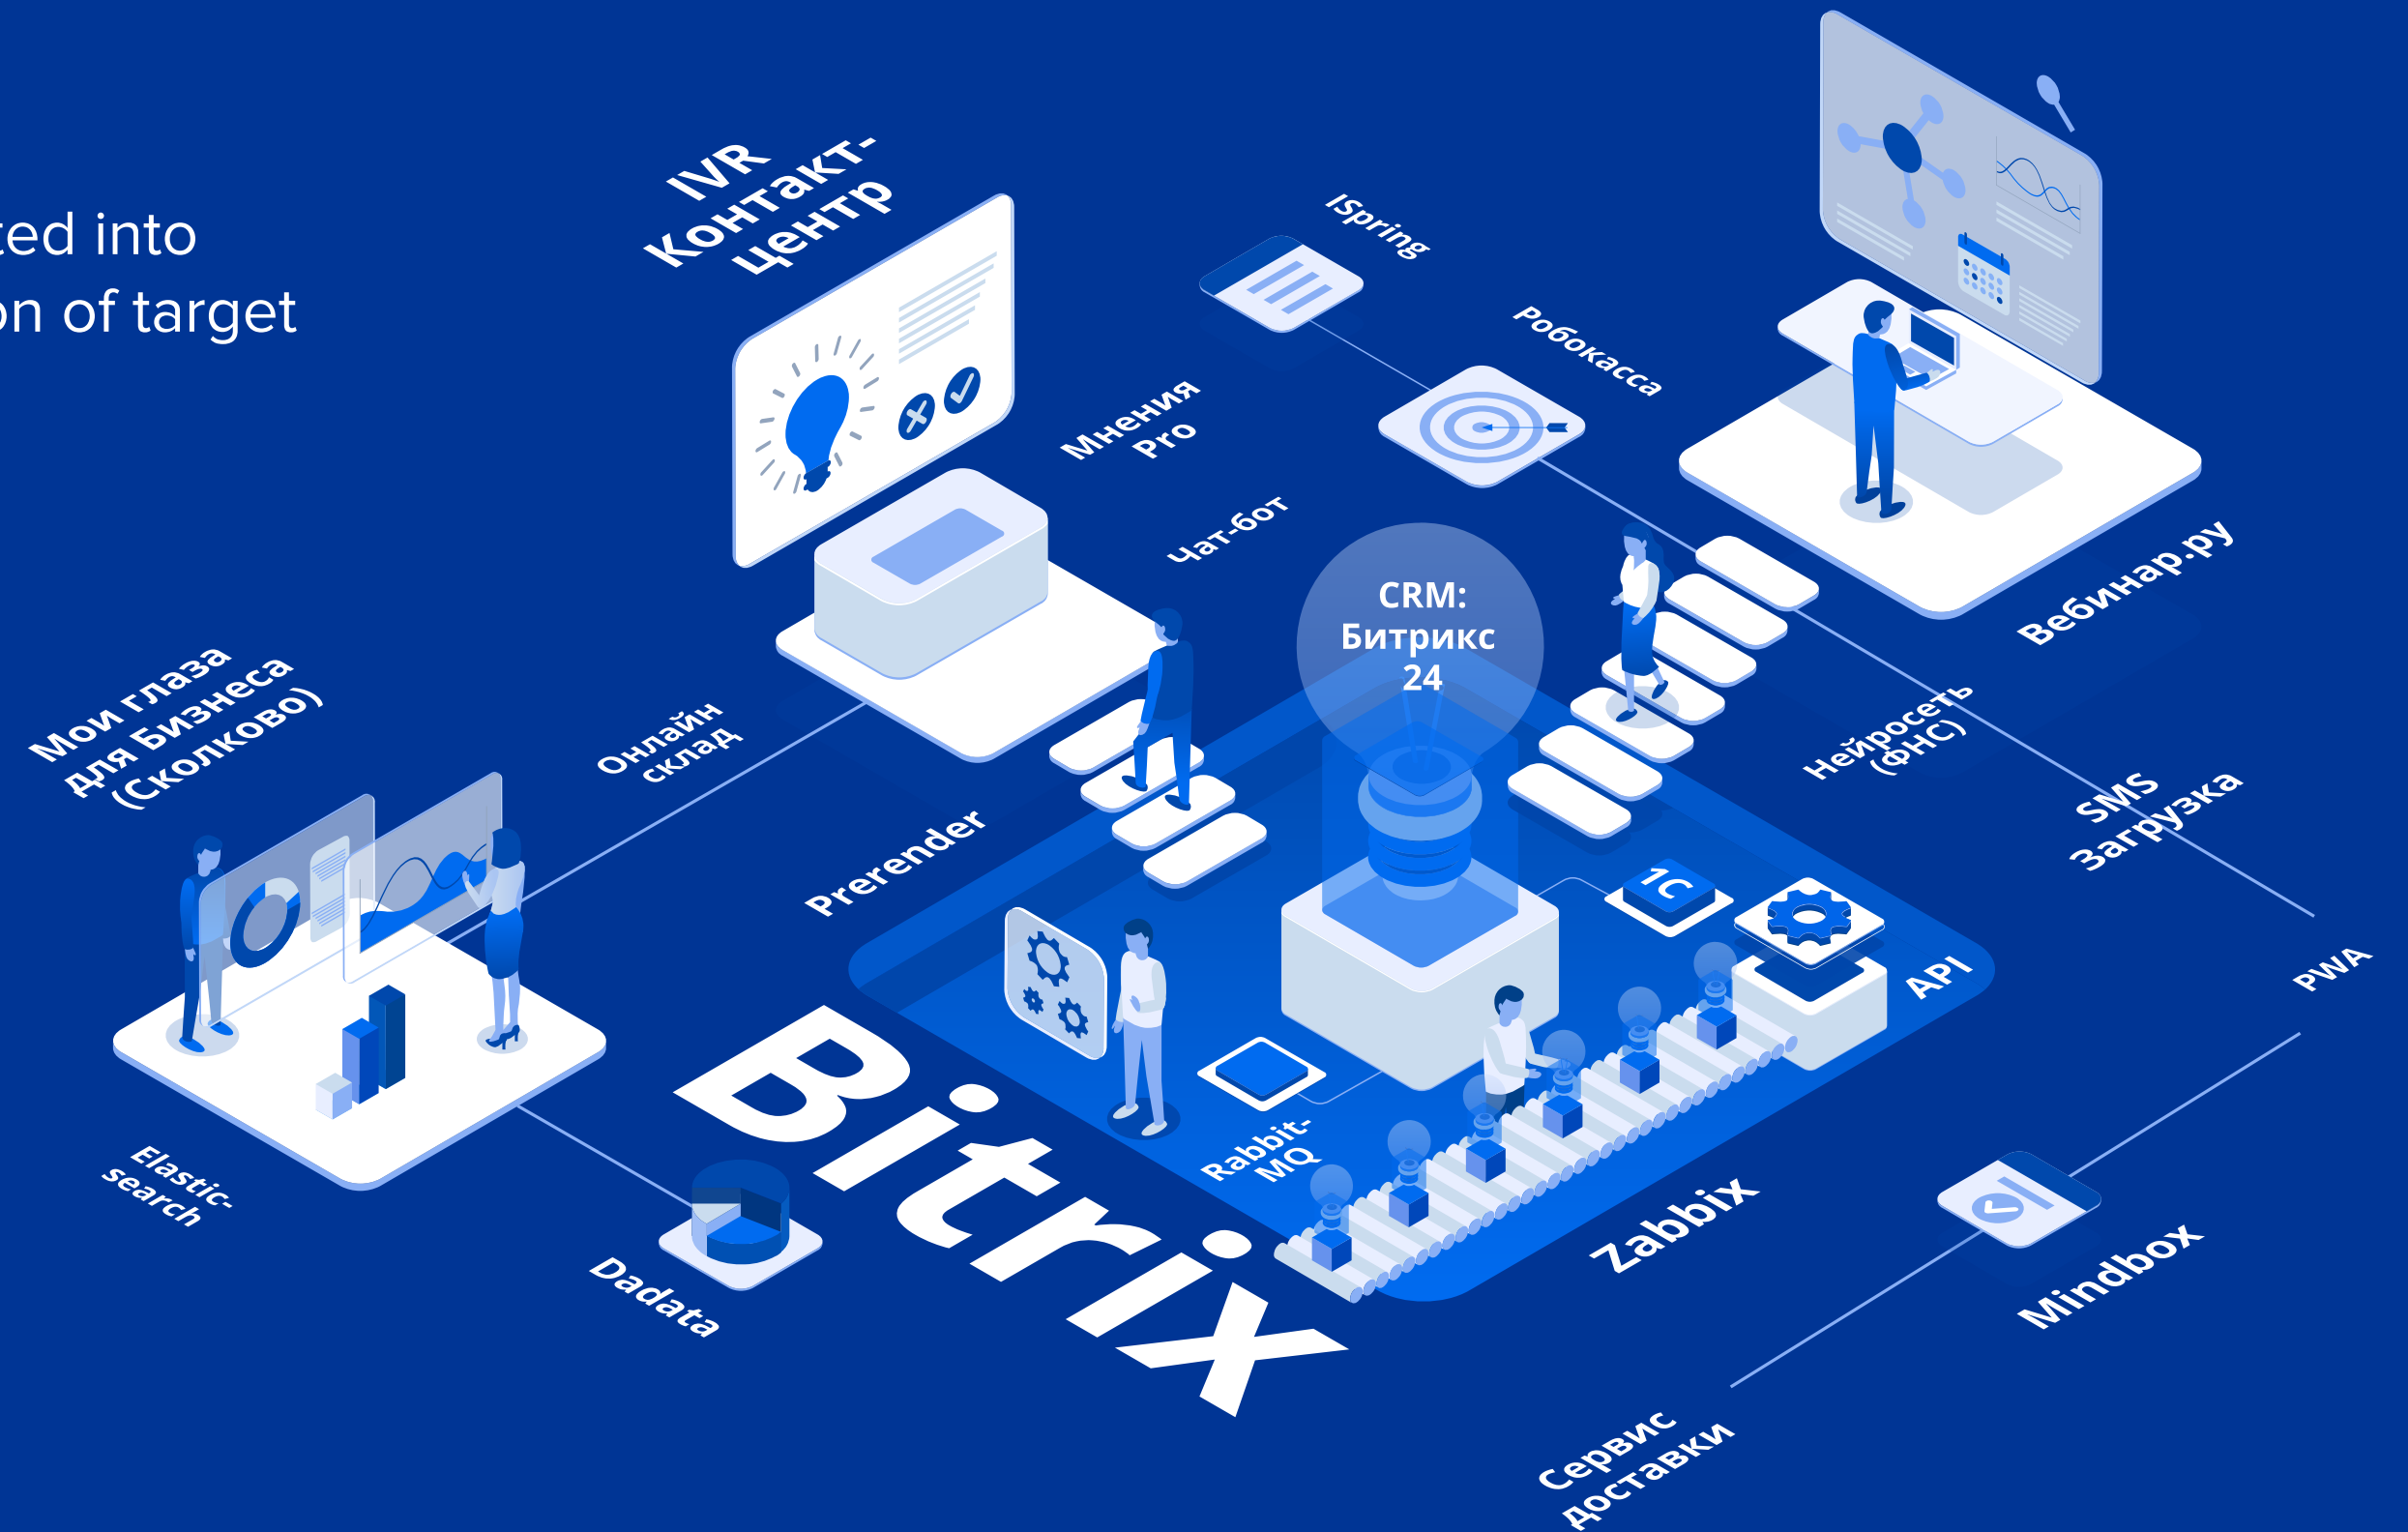 ted into
on of target
IVR
Контакт-
центр
ISpring
Робокасса
Мнения
Pro
Чат-бот
CRM:
Битрикс
24
Вебинар.ру
Мои глаза
для Бизнеса
(Сколково)
Онлайн
склад
Нейросеть
(ФНС)
SMS
Загрузка
Prerender
1C
API
PWA
Bitrix
Rabbit-
MQ
Elastic-
search
Dadata
Zabbix
Mindbox
Сервис
доставки